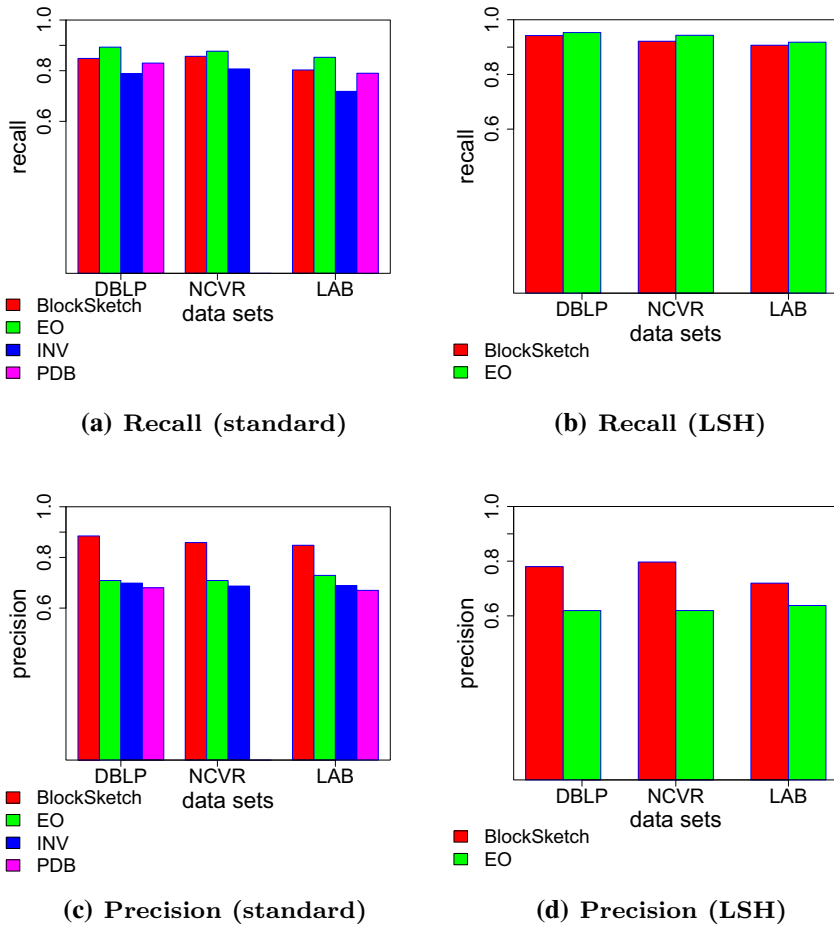 recall
0.6 0.8 1.0
DBLP NCVR LAB
data sets
BlockSketch
EO
INV
PDB
(a) Recall (standard)
recall
0.6 0.8 1.0
DBLP NCVR LAB
data sets
BlockSketch
EO
(b) Recall (LSH)
precision
0.6 0.8 1.0
DBLP NCVR LAB
data sets
BlockSketch
EO
INV
PDB
(c) Precision (standard)
precision
0.6 0.8 1.0
DBLP NCVR LAB
data sets
BlockSketch
EO
(d) Precision (LSH)